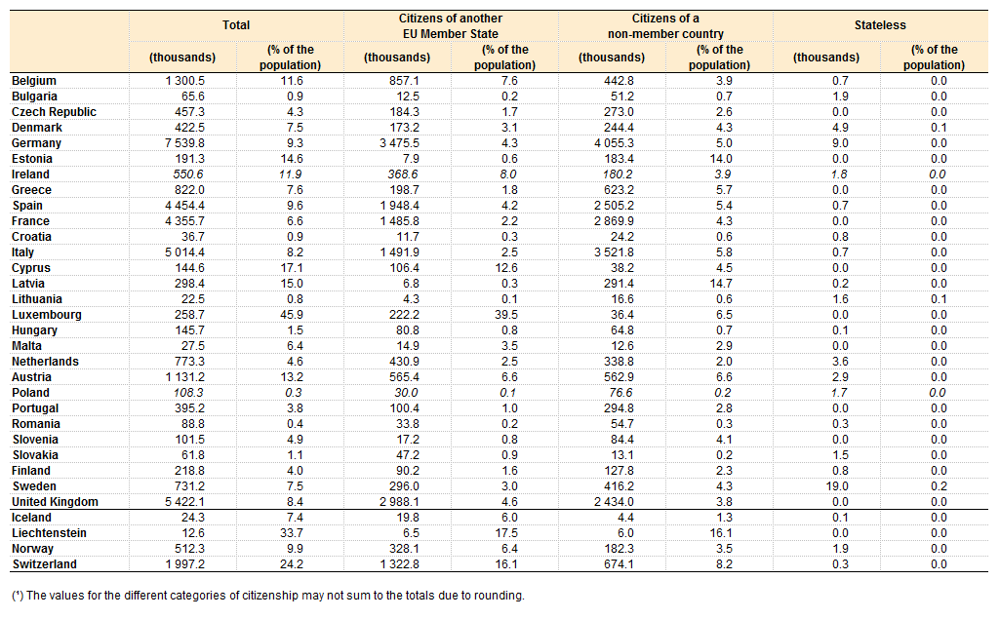 Total Citizens of another EU Member State Citizens of a non-member country Stateless
(thousands) (% of the population) (thousands) (% of the population) (thousands) (% of the population) (thousands) (% of the population)
Belgium 1 300.5 11.6 857.1 7.6 442.8 3.9 0.7 0.0
Bulgaria 65.6 0.9 12.5 0.2 51.2 0.7 1.9 0.0
Czech Republic 457.3 4.3 184.3 1.7 273.0 2.6 0.0 0.0
Denmark 422.5 7.5 173.2 3.1 244.4 4.3 4.9 0.1
Germany 7 539.8 9.3 3 475.5 4.3 4 055.3 5.0 9.0 0.0
Estonia 191.3 14.6 7.9 0.6 183.4 14.0 0.0 0.0
Ireland 550.6 11.9 368.6 8.0 180.2 3.9 1.8 0.0
Greece 822.0 7.6 198.7 1.8 623.2 5.7 0.0 0.0
Spain 4 454.4 9.6 1 948.4 4.2 2 505.2 5.4 0.7 0.0
France 4 355.7 6.6 1 485.8 2.2 2 869.9 4.3 0.0 0.0
Croatia 36.7 0.9 11.7 0.3 24.2 0.6 0.8 0.0
Italy 5 014.4 8.2 1 491.9 2.5 3 521.8 5.8 0.7 0.0
Cyprus 144.6 17.1 106.4 12.6 38.2 4.5 0.0 0.0
Latvia 298.4 15.0 6.8 0.3 291.4 14.7 0.2 0.0
Lithuania 22.5 0.8 4.3 0.1 16.6 0.6 1.6 0.1
Luxembourg 258.7 45.9 222.2 39.5 36.4 6.5 0.0 0.0
Hungary 145.7 1.5 80.8 0.8 64.8 0.7 0.1 0.0
Malta 27.5 6.4 14.9 3.5 12.6 2.9 0.0 0.0
Netherlands 773.3 4.6 430.9 2.5 338.8 2.0 3.6 0.0
Austria 1 131.2 13.2 565.4 6.6 562.9 6.6 2.9 0.0
Poland 108.3 0.3 30.0 0.1 76.6 0.2 1.7 0.0
Portugal 395.2 3.8 100.4 1.0 294.8 2.8 0.0 0.0
Romania 88.8 0.4 33.8 0.2 54.7 0.3 0.3 0.0
Slovenia 101.5 4.9 17.2 0.8 84.4 4.1 0.0 0.0
Slovakia 61.8 1.1 47.2 0.9 13.1 0.2 1.5 0.0
Finland 218.8 4.0 90.2 1.6 127.8 2.3 0.8 0.0
Sweden 731.2 7.5 296.0 3.0 416.2 4.3 19.0 0.2
United Kingdom 5 422.1 8.4 2 988.1 4.6 2 434.0 3.8 0.0 0.0
Iceland 24.3 7.4 19.8 6.0 4.4 1.3 0.1 0.0
Liechtenstein 12.6 33.7 6.5 17.5 6.0 16.1 0.0 0.0
Norway 512.3 9.9 328.1 6.4 182.3 3.5 1.9 0.0
Switzerland 1 997.2 24.2 1 322.8 16.1 674.1 8.2 0.3 0.0
(¹) The values for the different categories of citizenship may not sum to the totals due to rounding.